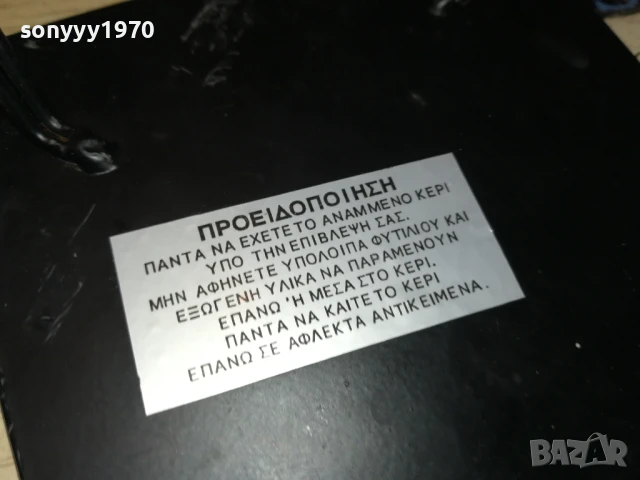 sonyyy1970
ΠΡΟΕΙΔΟΠΟΙΗΣΗ
ΠΑΝΤΑ ΝΑ ΕΧΕΤΕ ΤΟ ΑΝΑΜΜΕΝΟ ΚΕΡΙ
ΥΠΟ ΤΗΝ ΕΠΙΒΛΕΨΗ ΣΑΣ.
ΜΗΝ ΑΦΗΝΕΤΕ ΥΠΟΛΟΙΠΑ ΦΥΤΙΛΙΟΥ ΚΑΙ
ΕΞΩΓΕΝΗ ΥΛΙΚΑ ΝΑ ΠΑΡΑΜΕΝΟΥΝ
ΕΠΑΝΩ 'Η ΜΕΣΑ ΣΤΟ ΚΕΡΙ.
ΠΑΝΤΑ ΝΑ ΚΑΙΤΕ ΤΟ ΚΕΡΙ
ΕΠΑΝΩ ΣΕ ΑΦΛΕΚΤΑ ΑΝΤΙΚΕΙΜΕΝΑ.
BAZAR